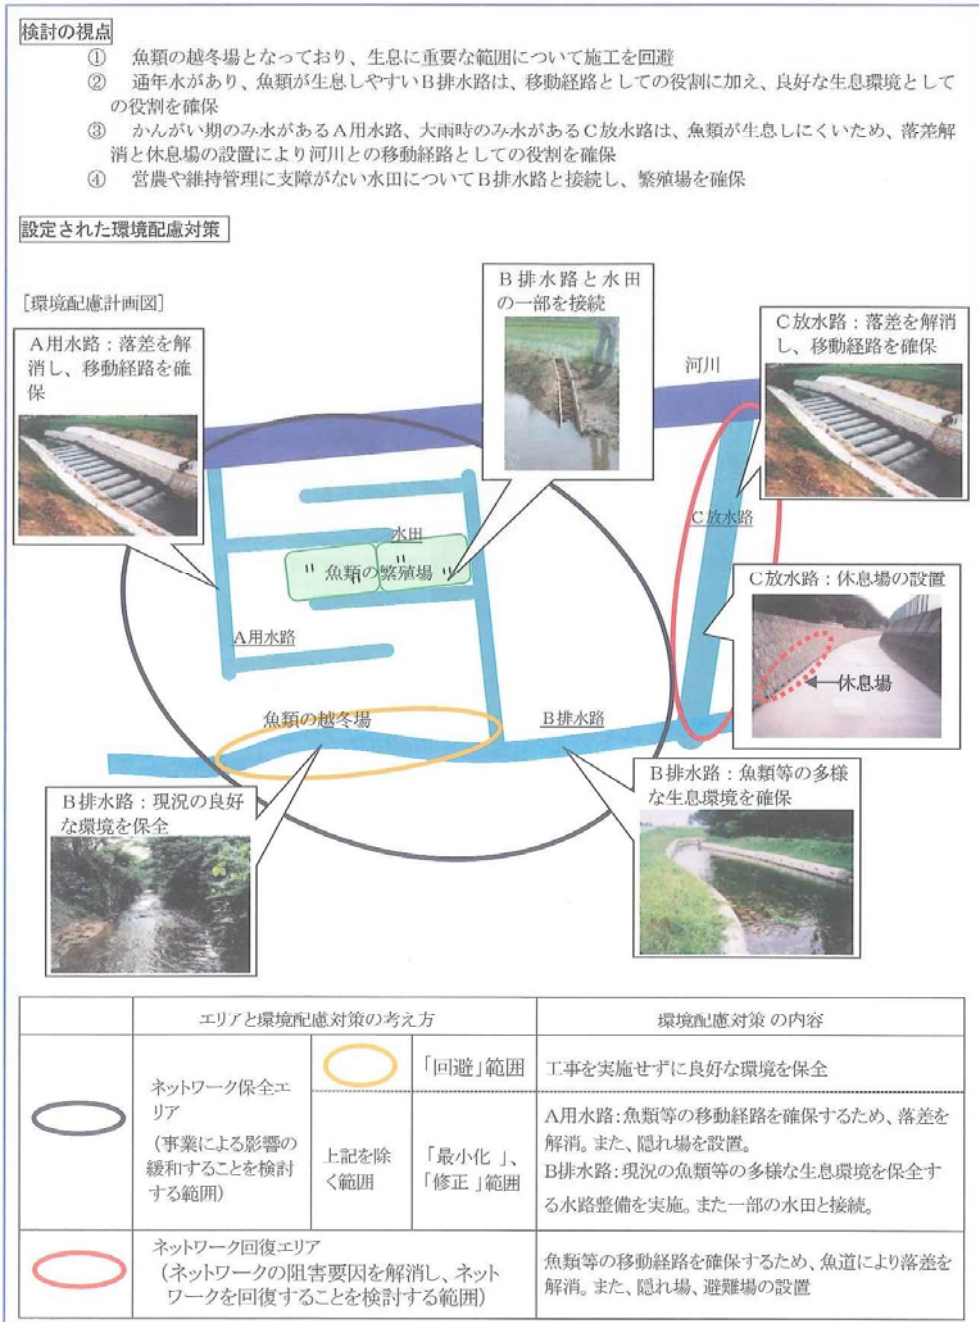 検討の視点
① 魚類の越冬場となっており、生息に重要な範囲について施工を回避
② 通年水があり、魚類が生息しやすいB排水路は、移動経路としての役割に加え、良好な生息環境として
の役割を確保
③ かんがい期のみ水があるA用水路、大雨時のみ水があるC放水路は、魚類が生息しにくいため、落差解
消と休息場の設置により河川との移動経路としての役割を確保
④ 営農や維持管理に支障がない水田についてB排水路と接続し、繁殖場を確保
設定された環境配慮対策
[環境配慮計画図]
B排水路と水田
の一部を接続
A用水路：落差を解
消し、移動経路を確
保
河川
C放水路：落差を解消
し、移動経路を確保
C放水路
水田
魚類の繁殖場
A用水路
C放水路：休息場の設置
休息場
魚類の越冬場
B排水路
B排水路：現況の良好
な環境を保全
B排水路：魚類等の多様
な生息環境を確保
エリアと環境配慮対策の考え方
環境配慮対策の内容
ネットワーク保全エ
リア
（事業による影響の
緩和することを検討
する範囲）
「回避」範囲
工事を実施せずに良好な環境を保全
上記を除
く範囲
「最小化」、
「修正」範囲
A用水路：魚類等の移動経路を確保するため、落差を
解消。また、隠れ場を設置。
B排水路：現況の魚類等の多様な生息環境を保全す
る水路整備を実施。また一部の水田と接続。
ネットワーク回復エリア
（ネットワークの阻害要因を解消し、ネット
ワークを回復することを検討する範囲）
魚類等の移動経路を確保するため、魚道により落差を
解消。また、隠れ場、避難場の設置